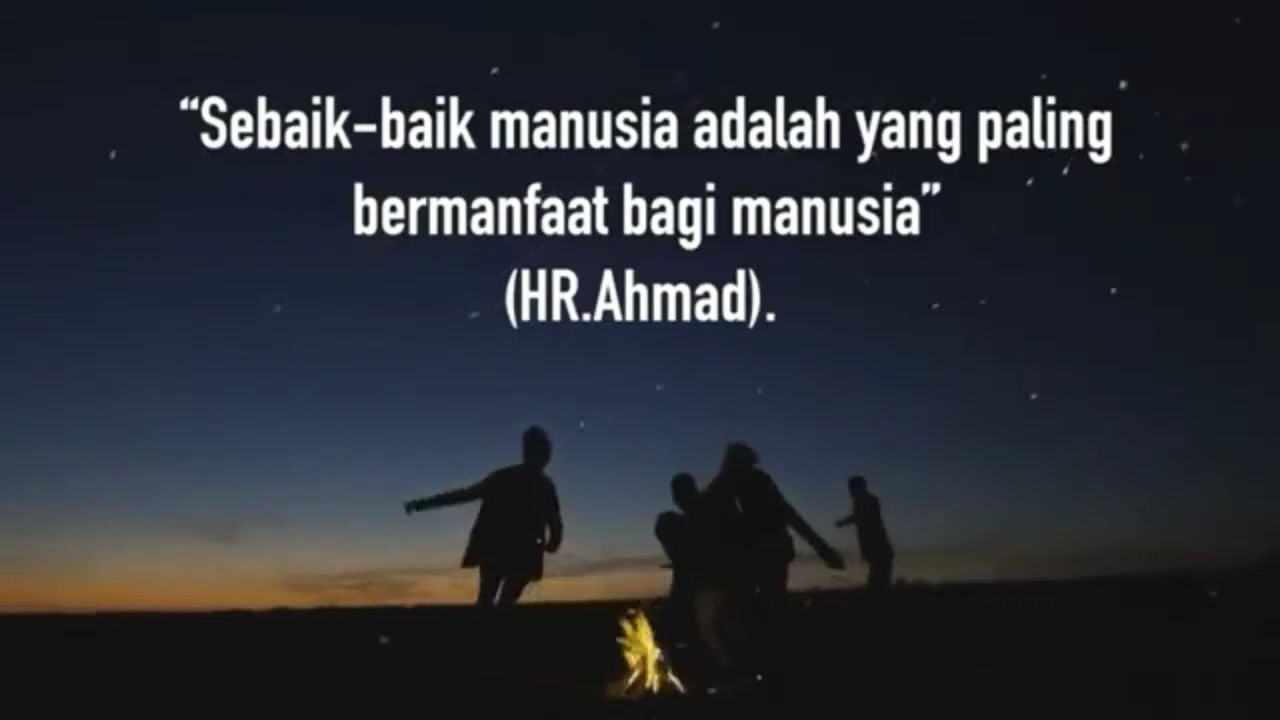 “Sebaik-baik manusia adalah yang paling
bermanfaat bagi manusia”
(HR.Ahmad).